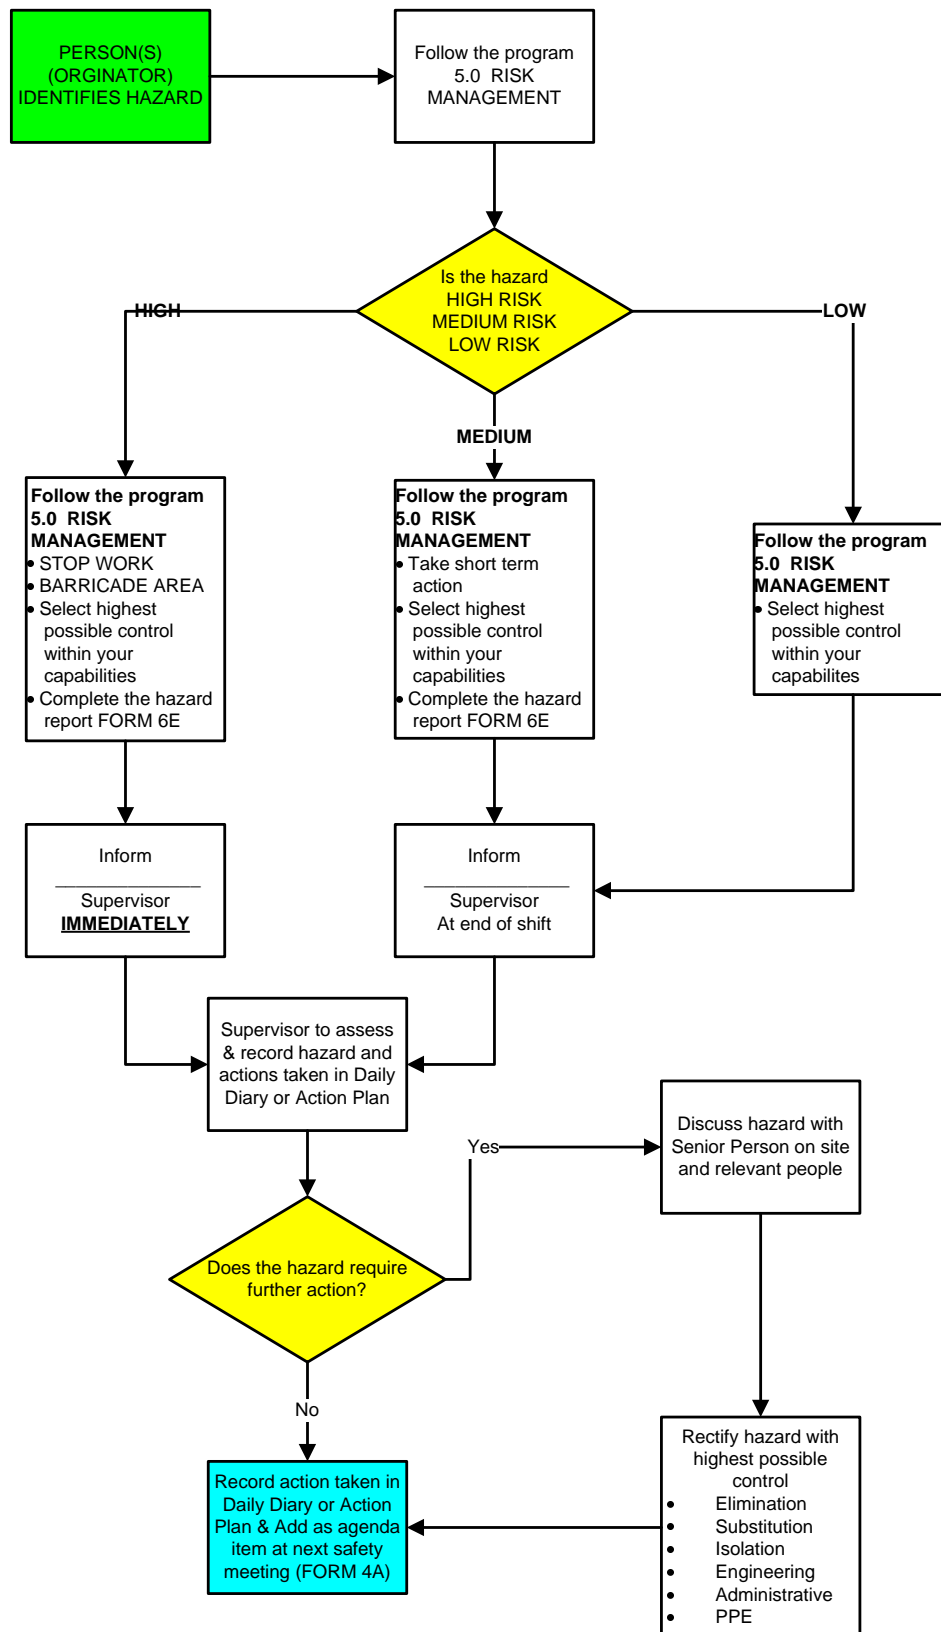 PERSON(S)
(ORGINATOR)
IDENTIFIES HAZARD
Follow the program
5.0 RISK
MANAGEMENT
Is the hazard
HIGH RISK
MEDIUM RISK
LOW RISK
HIGH
LOW
MEDIUM
Follow the program
5.0 RISK
MANAGEMENT
• STOP WORK
• BARRICADE AREA
• Select highest
possible control
within your
capabilities
• Complete the hazard
report FORM 6E
Follow the program
5.0 RISK
MANAGEMENT
• Take short term
action
• Select highest
possible control
within your
capabilities
• Complete the hazard
report FORM 6E
Follow the program
5.0 RISK
MANAGEMENT
• Select highest
possible control
within your
capabilites
Inform
______________
Supervisor
IMMEDIATELY
Inform
______________
Supervisor
At end of shift
Supervisor to assess
& record hazard and
actions taken in Daily
Diary or Action Plan
Yes
Discuss hazard with
Senior Person on site
and relevant people
Does the hazard require
further action?
No
Record action taken in
Daily Diary or Action
Plan & Add as agenda
item at next safety
meeting (FORM 4A)
Rectify hazard with
highest possible
control
• Elimination
• Substitution
• Isolation
• Engineering
• Administrative
• PPE